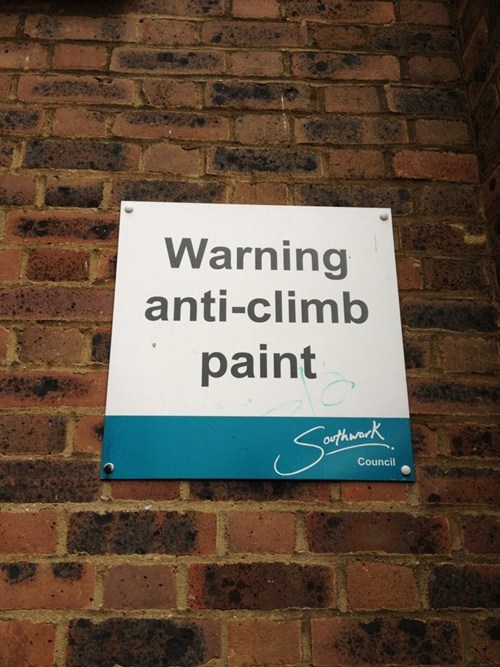 Warning
anti-climb
paint
Southwark
Council